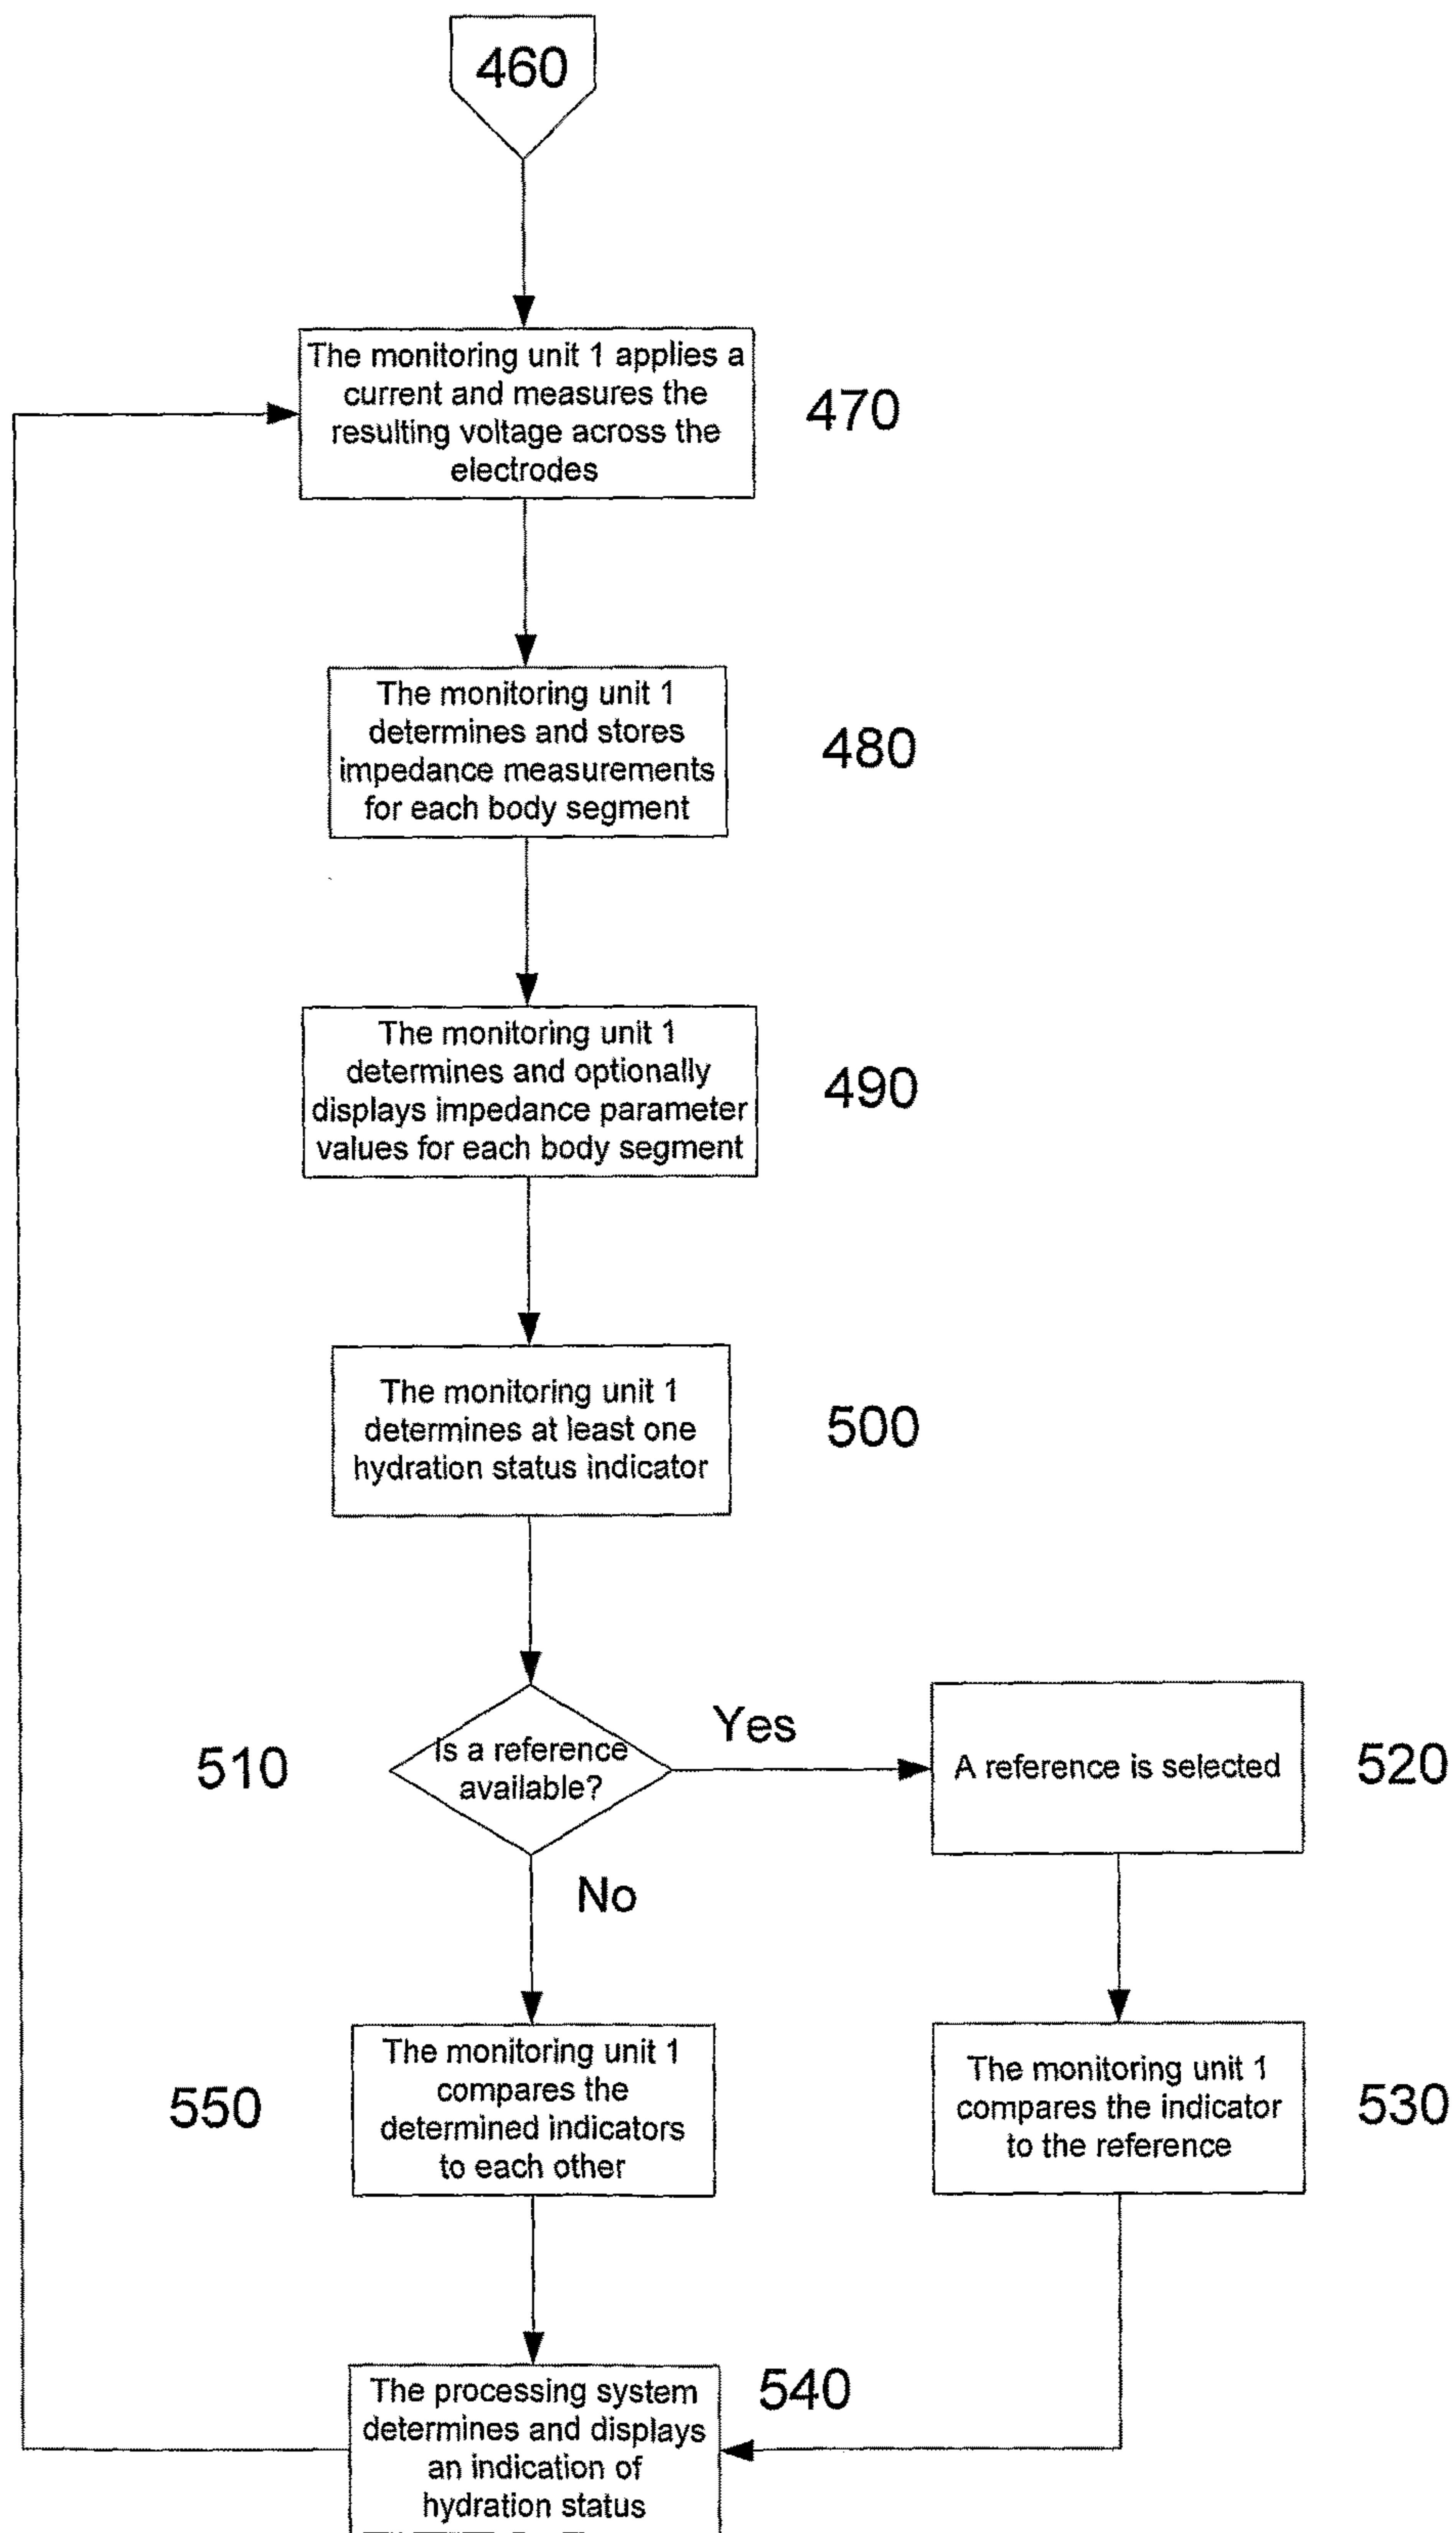 460
The monitoring unit 1 applies a
current and measures the
resulting voltage across the
electrodes
470
The monitoring unit 1
determines and stores
impedance measurements
for each body segment
480
The monitoring unit 1
determines and optionally
displays impedance parameter
values for each body segment
490
The monitoring unit 1
determines at least one
hydration status indicator
500
510
Is a reference
available?
Yes
A reference is selected
520
No
550
The monitoring unit 1
compares the
determined indicators
to each other
The monitoring unit 1
compares the indicator
to the reference
530
The processing system
determines and displays
an indication of
hydration status
540